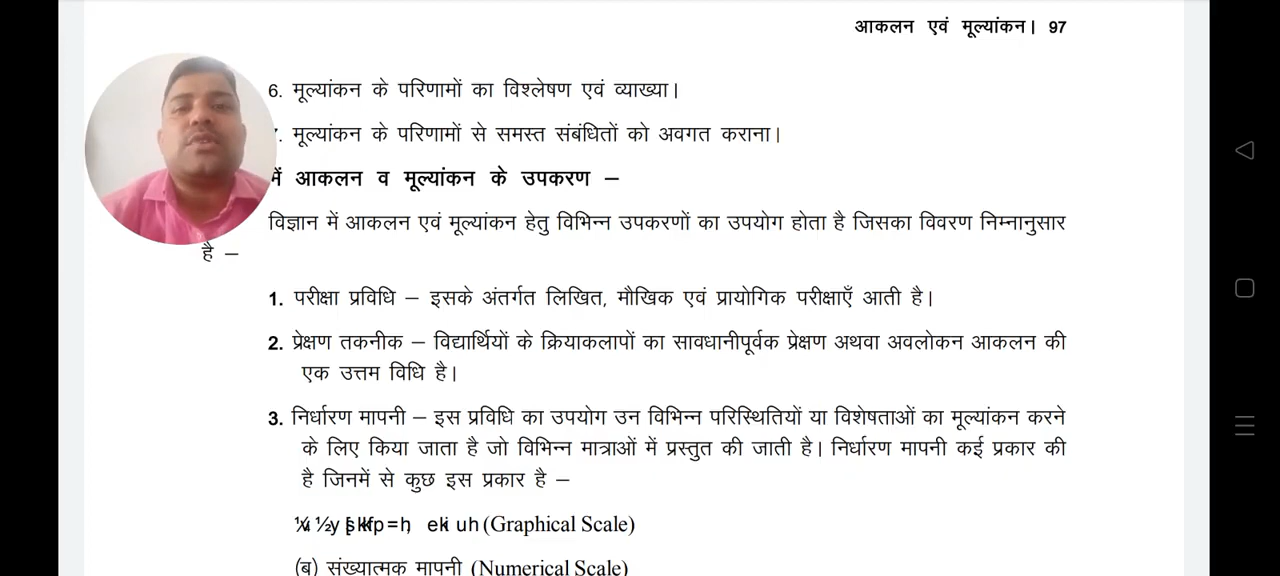 आकलन एवं मूल्यांकन। 97
6. मूल्यांकन के परिणामों का विश्लेषण एवं व्याख्या।
. मूल्यांकन के परिणामों से समस्त संबंधितों को अवगत कराना।
में आकलन व मूल्यांकन के उपकरण –
विज्ञान में आकलन एवं मूल्यांकन हेतु विभिन्न उपकरणों का उपयोग होता है जिसका विवरण निम्नानुसार
है –
1. परीक्षा प्रविधि – इसके अंतर्गत लिखित, मौखिक एवं प्रायोगिक परीक्षाएँ आती है।
2. प्रेक्षण तकनीक – विद्यार्थियों के क्रियाकलापों का सावधानीपूर्वक प्रेक्षण अथवा अवलोकन आकलन की
एक उत्तम विधि है।
3. निर्धारण मापनी – इस प्रविधि का उपयोग उन विभिन्न परिस्थितियों या विशेषताओं का मूल्यांकन करने
के लिए किया जाता है जो विभिन्न मात्राओं में प्रस्तुत की जाती है। निर्धारण मापनी कई प्रकार की
है जिनमें से कुछ इस प्रकार है –
(Graphical Scale)
(ब) संख्यात्मक मापनी (Numerical Scale)